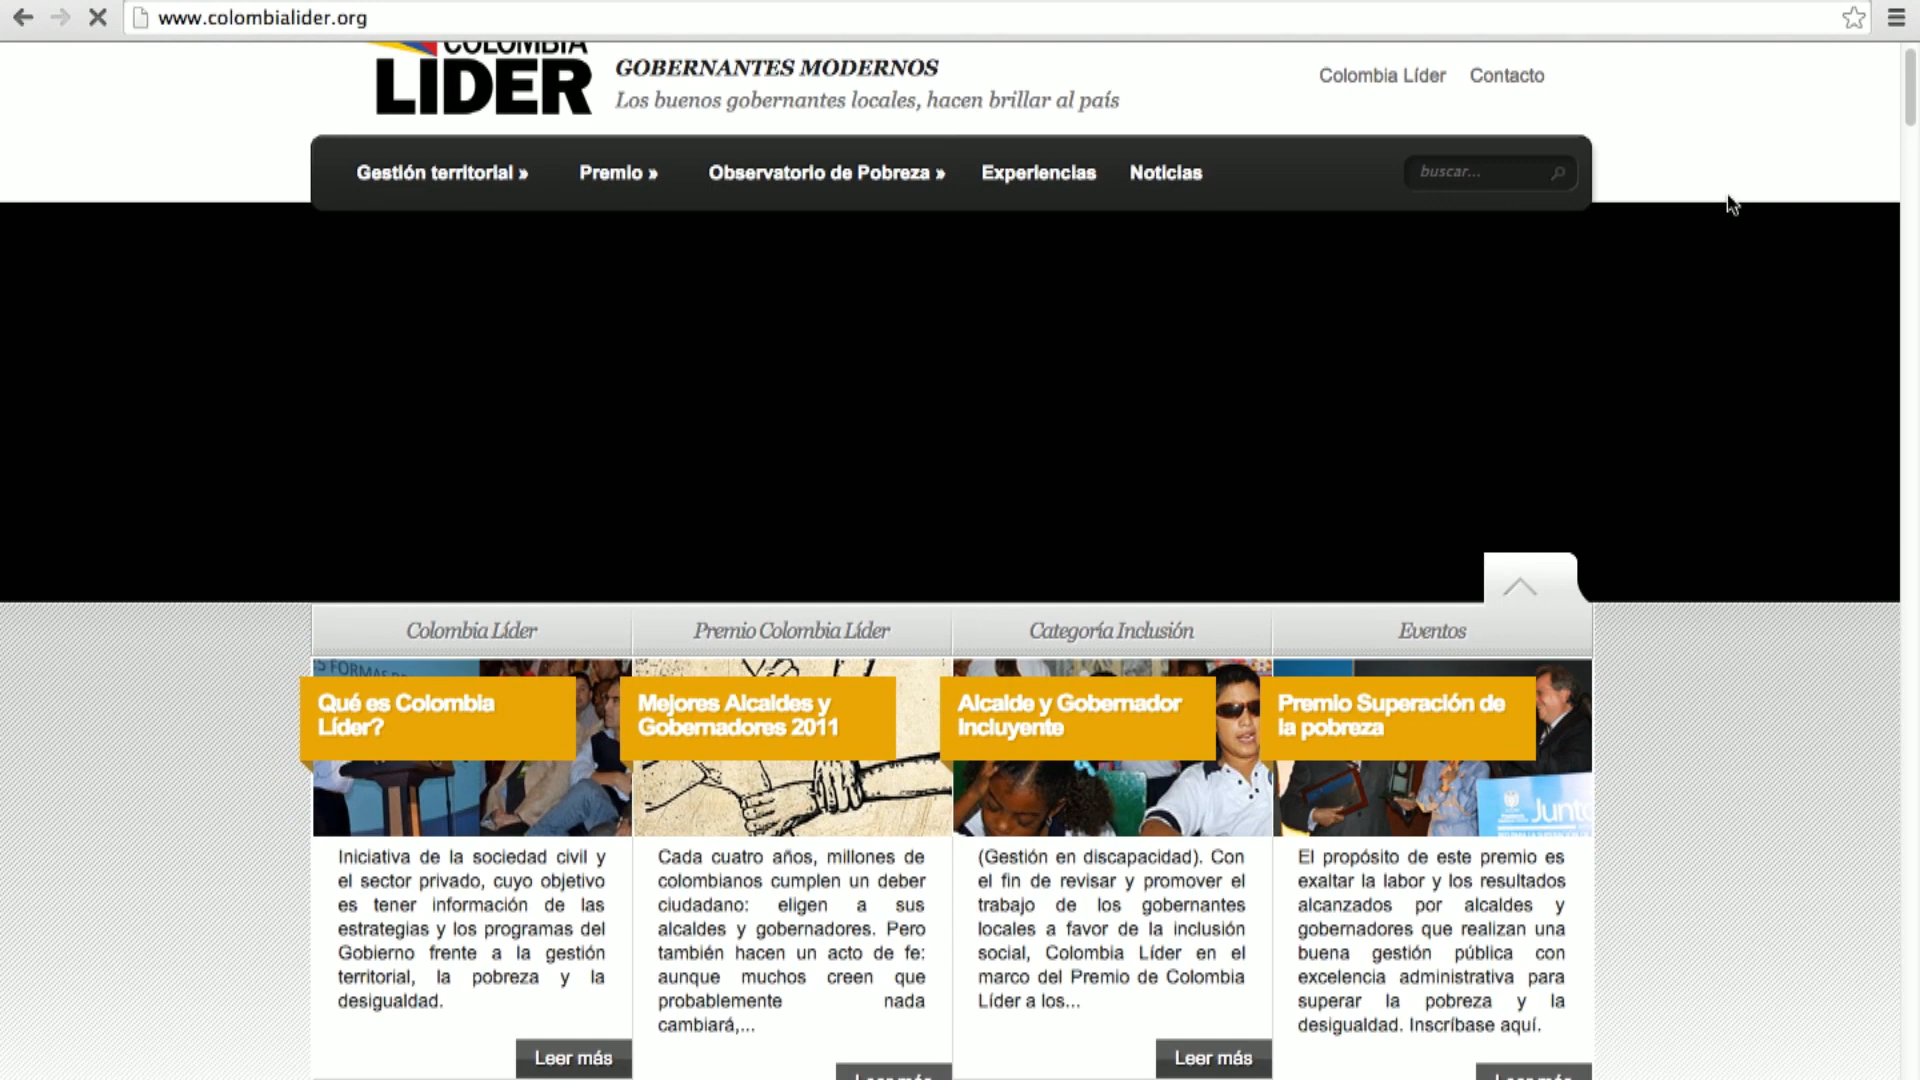 www.colombialider.org
COLOMBIA
LIDER
GOBERNANTES MODERNOS
Los buenos gobernantes locales, hacen brillar al país
Colombia Líder
Contacto
Gestión territorial »
Premio »
Observatorio de Pobreza »
Experiencias
Noticias
buscar...
Colombia Líder
Premio Colombia Líder
Categoría Inclusión
Eventos
S FORMAS
Qué es Colombia
Líder?
Iniciativa de la sociedad civil y
el sector privado, cuyo objetivo
es tener información de las
estrategias y los programas del
Gobierno frente a la gestión
territorial, la pobreza y la
desigualdad.
Leer más
Mejores Alcaldes y
Gobernadores 2011
Cada cuatro años, millones de
colombianos cumplen un deber
ciudadano: eligen a sus
alcaldes y gobernadores. Pero
también hacen un acto de fe:
aunque muchos creen que
probablemente nada
cambiará,...
Leer más
Alcalde y Gobernador
Incluyente
(Gestión en discapacidad). Con
el fin de revisar y promover el
trabajo de los gobernantes
locales a favor de la inclusión
social, Colombia Líder en el
marco del Premio de Colombia
Líder a los...
Leer más
Premio Superación de
la pobreza
Junt
El propósito de este premio es
exaltar la labor y los resultados
alcanzados por alcaldes y
gobernadores que realizan una
buena gestión pública con
excelencia administrativa para
superar la pobreza y la
desigualdad. Inscríbase aquí.
Leer más